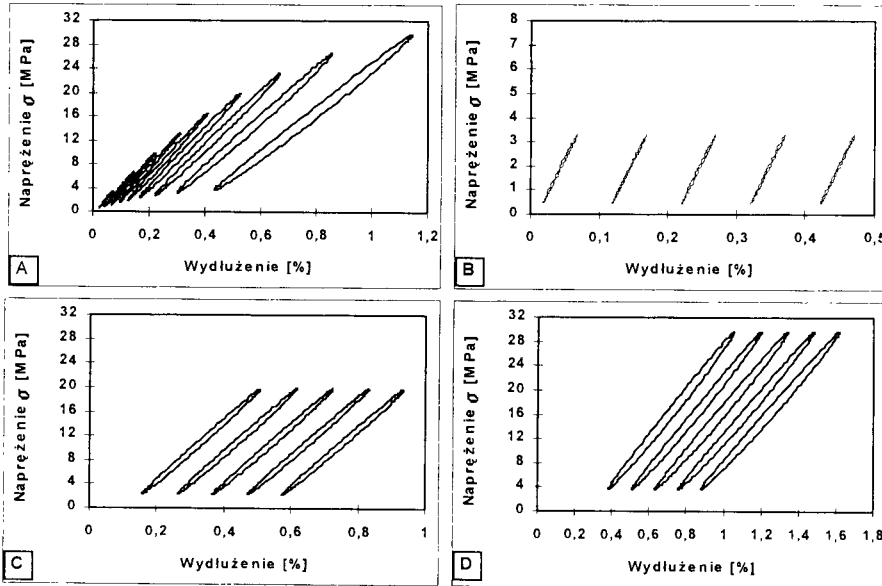 Naprężenie σ [MPa]
32
28
24
20
16
12
8
4
0
0 0,2 0,4 0,6 0,8 1 1,2
Wydłużenie [%]
A
Naprężenie σ [MPa]
8
7
6
5
4
3
2
1
0
0 0,1 0,2 0,3 0,4 0,5
Wydłużenie [%]
B
Naprężenie σ [MPa]
32
28
24
20
16
12
8
4
0
0 0,2 0,4 0,6 0,8 1
Wydłużenie [%]
C
Naprężenie σ [MPa]
32
28
24
20
16
12
8
4
0
0 0,2 0,4 0,6 0,8 1 1,2 1,4 1,6 1,8
Wydłużenie [%]
D